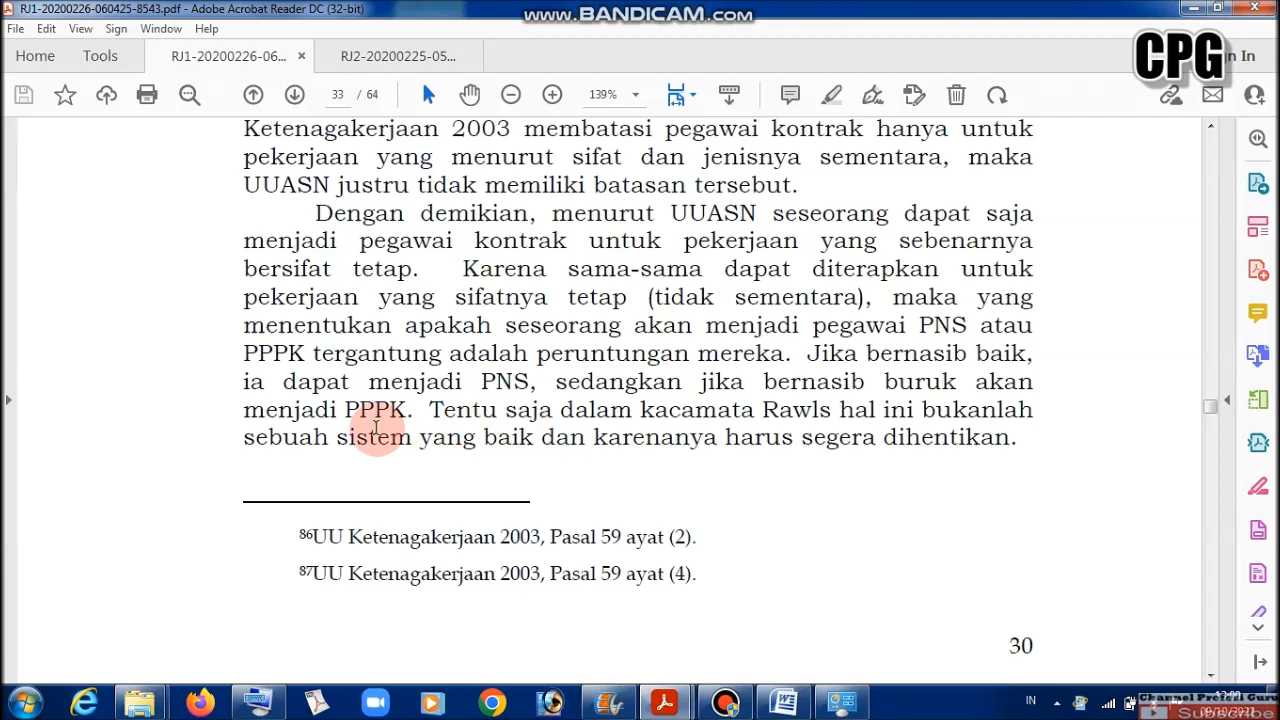 RJ1-20200226-060425-8543.pdf - Adobe Acrobat Reader DC (32-bit)
www.BANDICAM.com
File Edit View Sign Window Help
CPG
Home Tools RJ1-20200226-06... × RJ2-20200225-05... In
33 / 64 139%
Ketenagakerjaan 2003 membatasi pegawai kontrak hanya untuk
pekerjaan yang menurut sifat dan jenisnya sementara, maka
UUASN justru tidak memiliki batasan tersebut.
Dengan demikian, menurut UUASN seseorang dapat saja
menjadi pegawai kontrak untuk pekerjaan yang sebenarnya
bersifat tetap. Karena sama-sama dapat diterapkan untuk
pekerjaan yang sifatnya tetap (tidak sementara), maka yang
menentukan apakah seseorang akan menjadi pegawai PNS atau
PPPK tergantung adalah peruntungan mereka. Jika bernasib baik,
ia dapat menjadi PNS, sedangkan jika bernasib buruk akan
menjadi PPPK. Tentu saja dalam kacamata Rawls hal ini bukanlah
sebuah sistem yang baik dan karenanya harus segera dihentikan.
86UU Ketenagakerjaan 2003, Pasal 59 ayat (2).
87UU Ketenagakerjaan 2003, Pasal 59 ayat (4).
30
IN
Channel Prefori Guru
Subscribe